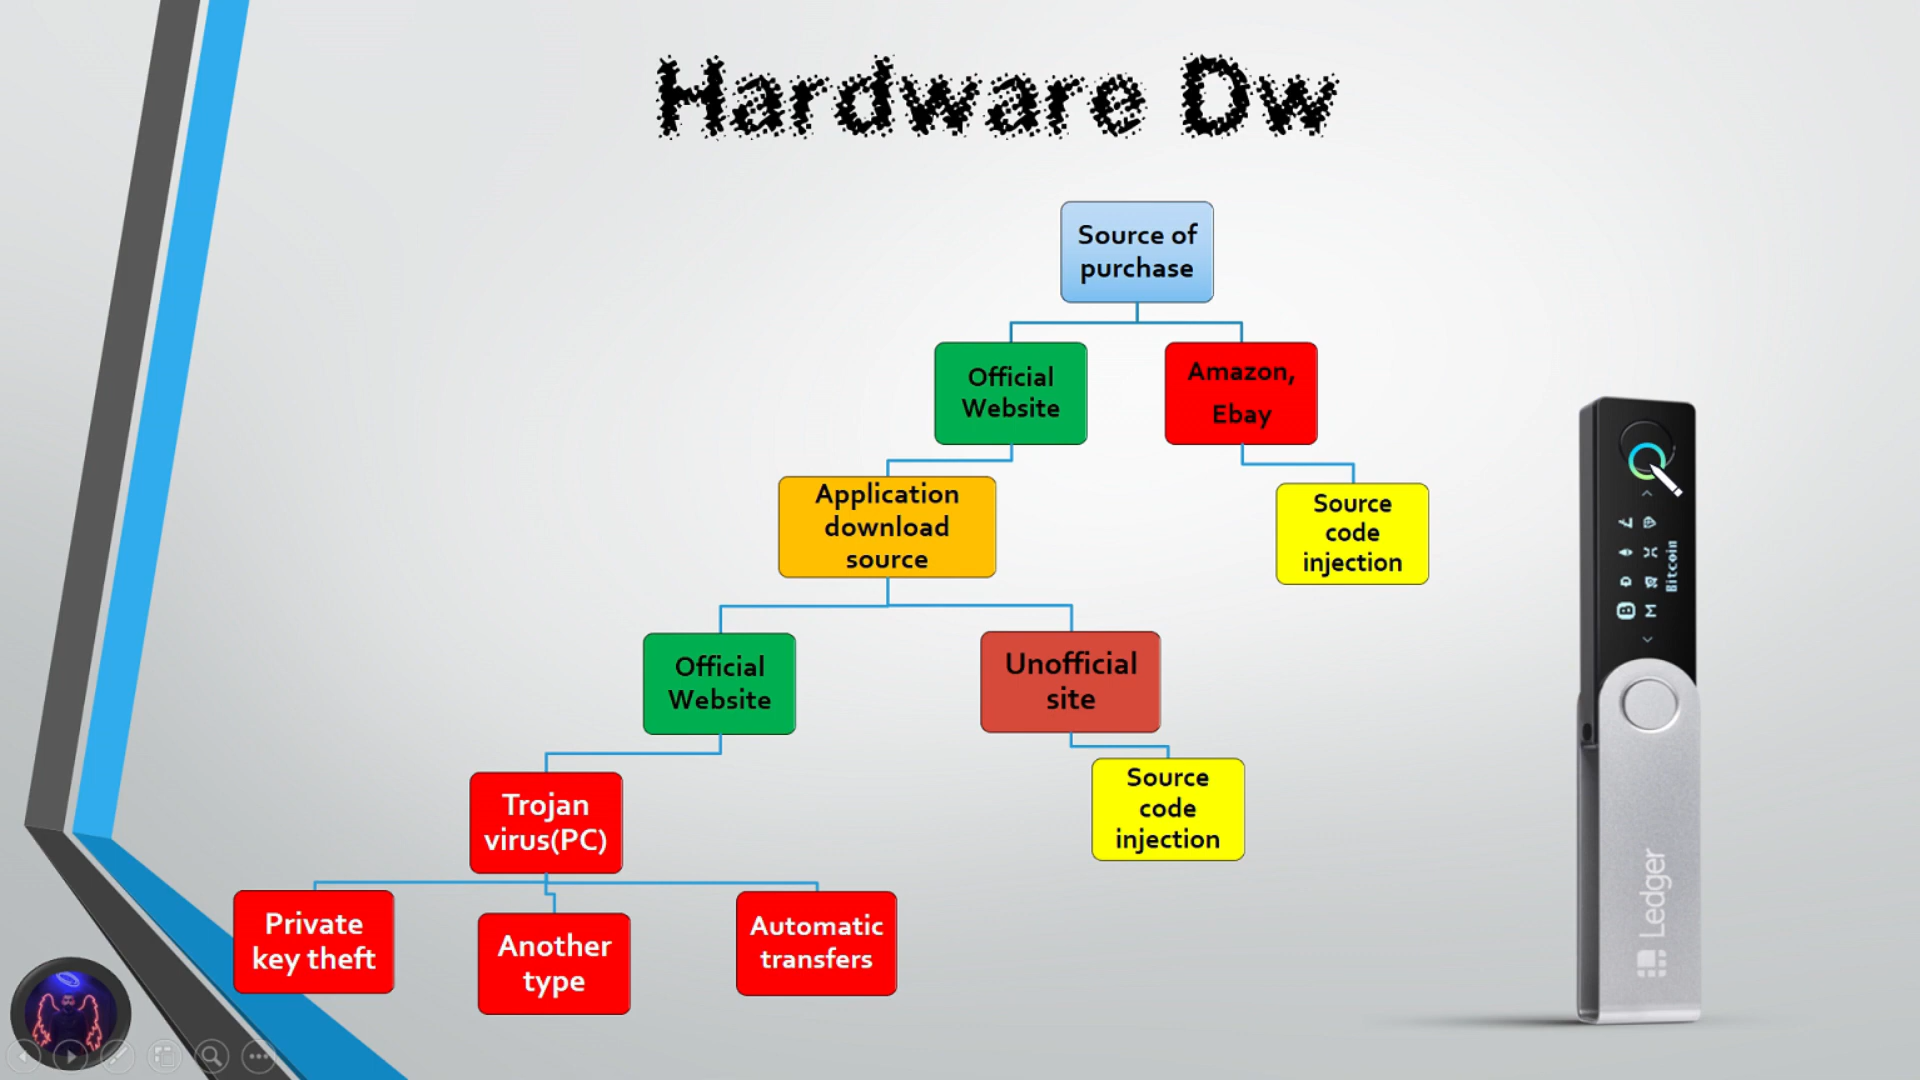 Hardware Dw
Source of
purchase
Official
Website
Amazon,
Ebay
Application
download
source
Source
code
injection
Official
Website
Unofficial
site
Trojan
virus(PC)
Source
code
injection
Private
key theft
Another
type
Automatic
transfers
Bitcoin
Ledger